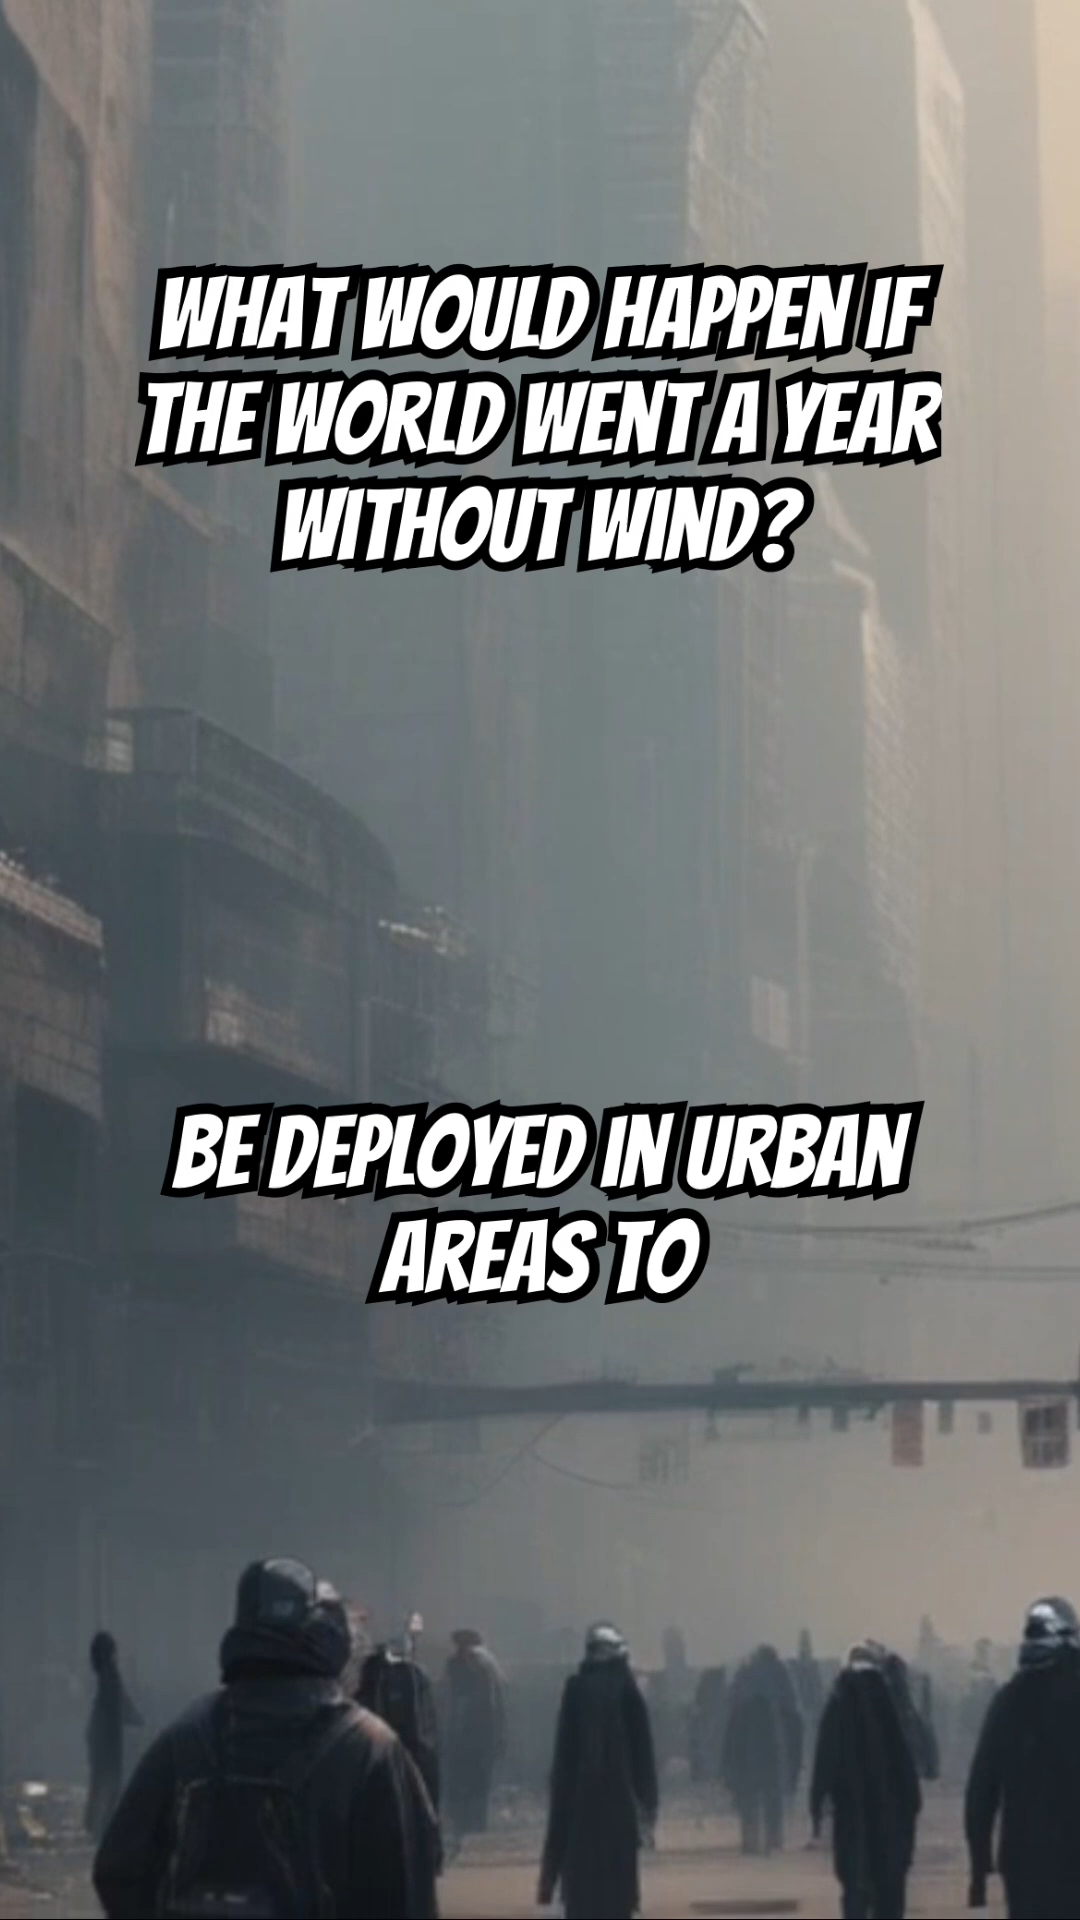 WHAT WOULD HAPPEN IF
THE WORLD WENT A YEAR
WITHOUT WIND?
BE DEPLOYED IN URBAN
AREAS TO